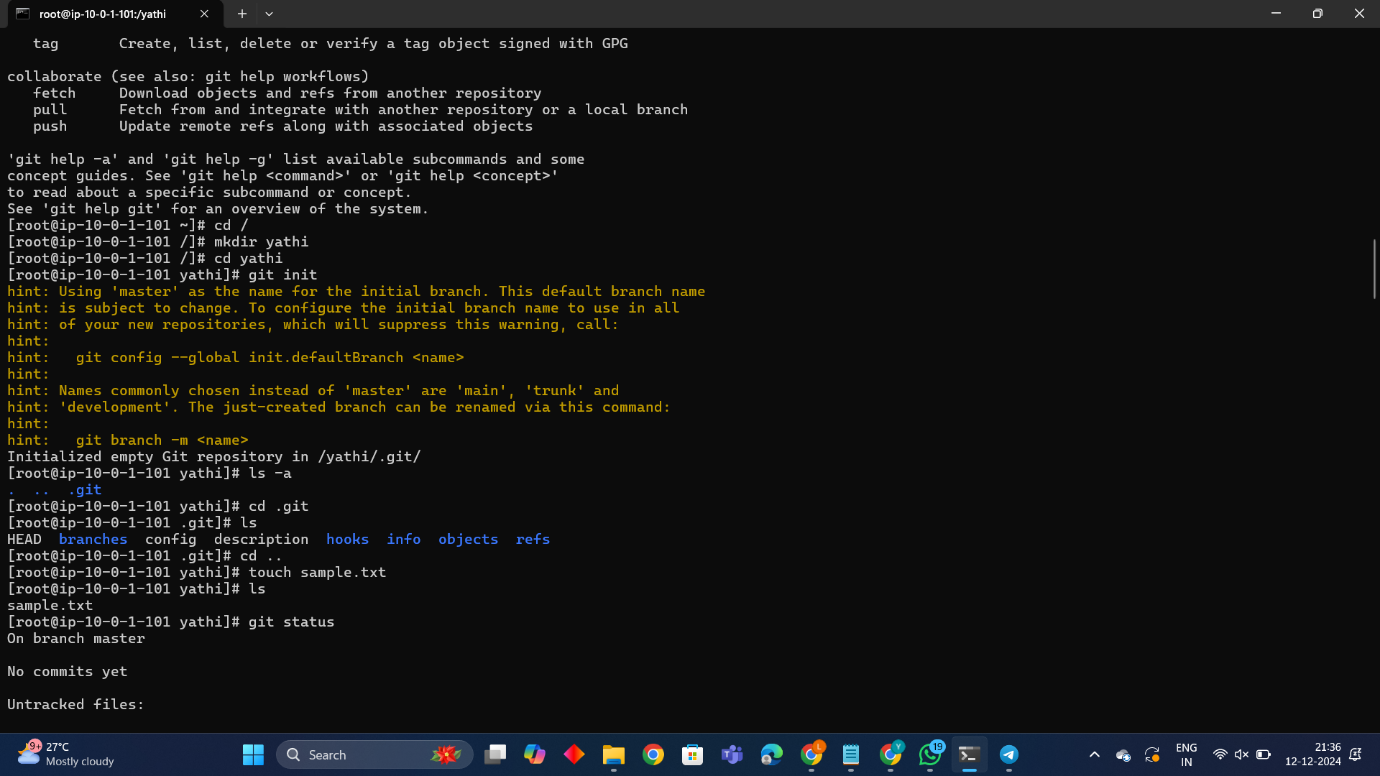 root@ip-10-0-1-101:/yathi
tag       Create, list, delete or verify a tag object signed with GPG
collaborate (see also: git help workflows)
fetch     Download objects and refs from another repository
pull      Fetch from and integrate with another repository or a local branch
push      Update remote refs along with associated objects
'git help -a' and 'git help -g' list available subcommands and some
concept guides. See 'git help <command>' or 'git help <concept>'
to read about a specific subcommand or concept.
See 'git help git' for an overview of the system.
[root@ip-10-0-1-101 ~]# cd /
[root@ip-10-0-1-101 /]# mkdir yathi
[root@ip-10-0-1-101 /]# cd yathi
[root@ip-10-0-1-101 yathi]# git init
hint: Using 'master' as the name for the initial branch. This default branch name
hint: is subject to change. To configure the initial branch name to use in all
hint: of your new repositories, which will suppress this warning, call:
hint:
hint:   git config --global init.defaultBranch <name>
hint:
hint: Names commonly chosen instead of 'master' are 'main', 'trunk' and
hint: 'development'. The just-created branch can be renamed via this command:
hint:
hint:   git branch -m <name>
Initialized empty Git repository in /yathi/.git/
[root@ip-10-0-1-101 yathi]# ls -a
.  ..  .git
[root@ip-10-0-1-101 yathi]# cd .git
[root@ip-10-0-1-101 .git]# ls
HEAD  branches  config  description  hooks  info  objects  refs
[root@ip-10-0-1-101 .git]# cd ..
[root@ip-10-0-1-101 yathi]# touch sample.txt
[root@ip-10-0-1-101 yathi]# ls
sample.txt
[root@ip-10-0-1-101 yathi]# git status
On branch master
No commits yet
Untracked files:
9+ 27°C
Mostly cloudy
Search
L
Y
19
ENG
IN
21:36
12-12-2024